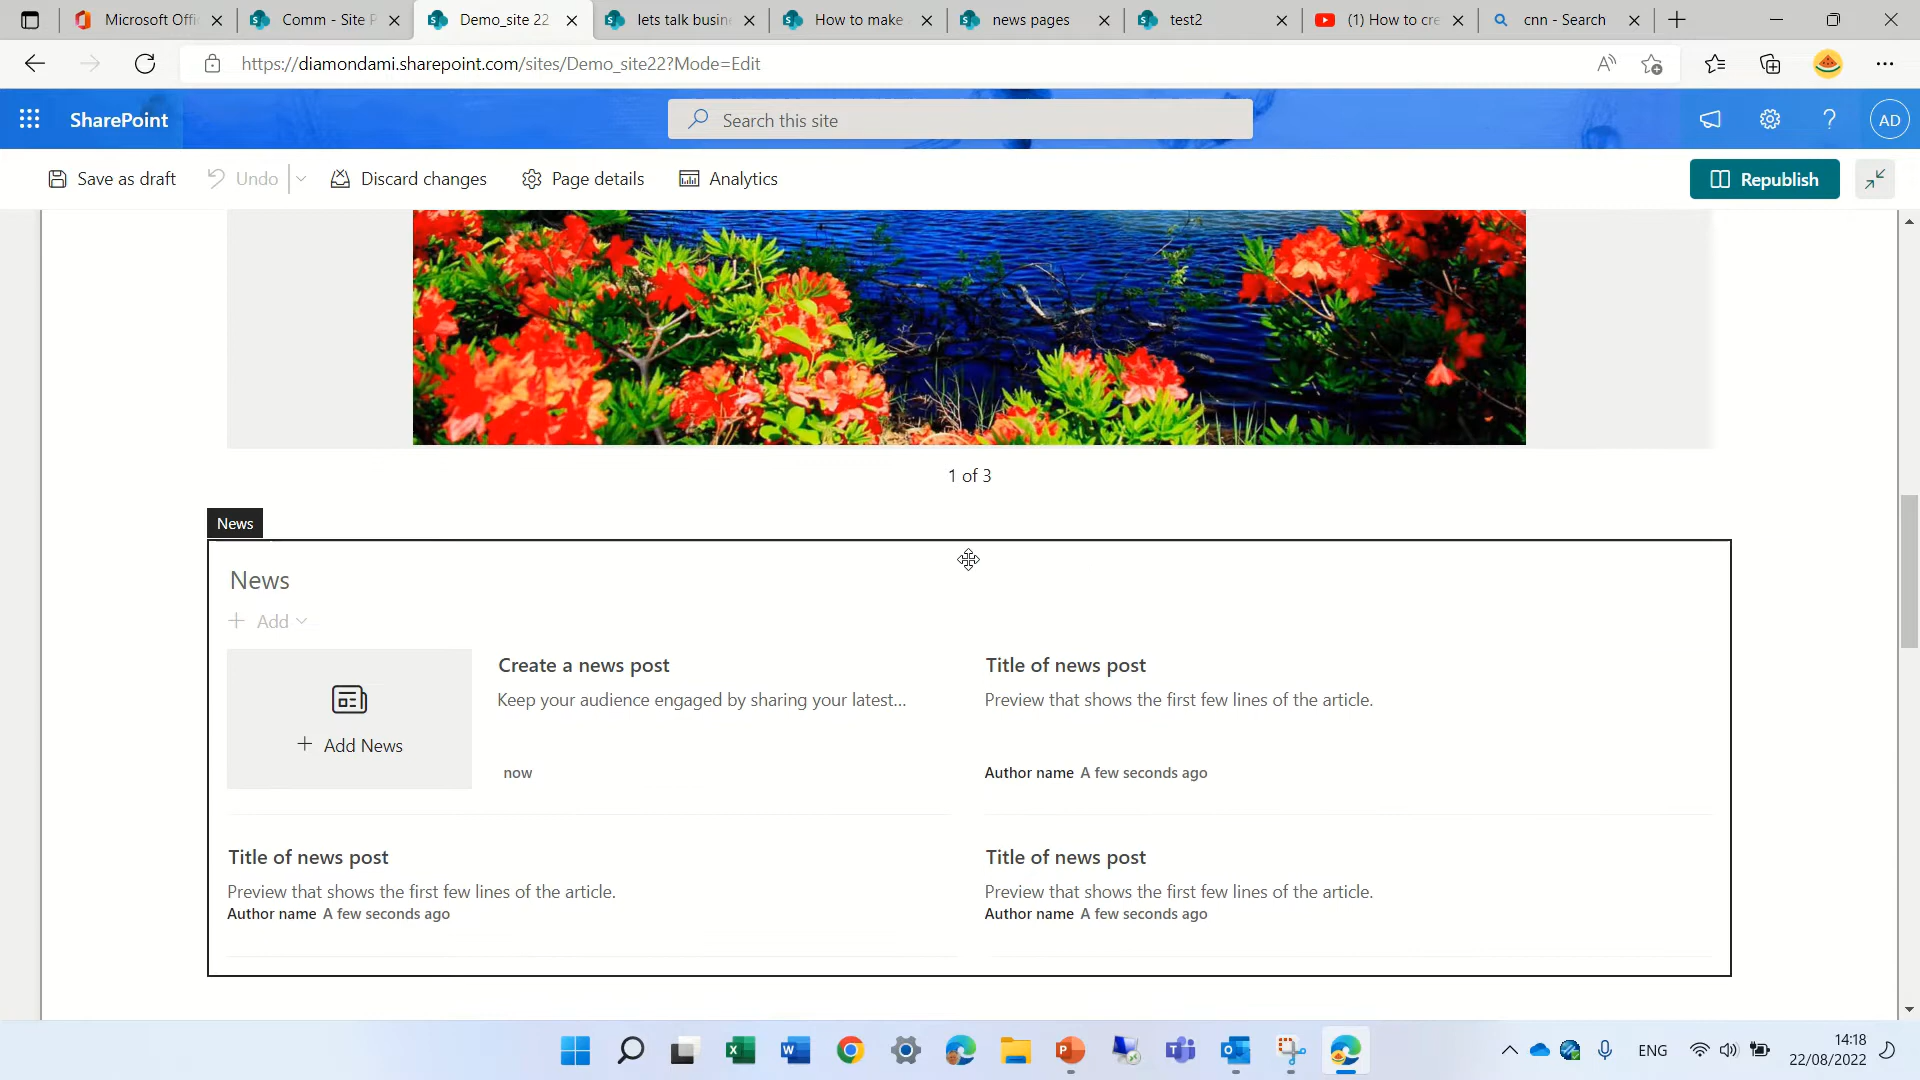 Microsoft Offic
Comm - Site P
Demo_site 22
lets talk busin
How to make
news pages
test2
(1) How to cre
cnn - Search
https://diamondami.sharepoint.com/sites/Demo_site22?Mode=Edit
SharePoint
Search this site
AD
Save as draft
Undo
Discard changes
Page details
Analytics
Republish
1 of 3
News
News
+ Add
Create a news post
Keep your audience engaged by sharing your latest...
+ Add News
now
Title of news post
Preview that shows the first few lines of the article.
Author name A few seconds ago
Title of news post
Preview that shows the first few lines of the article.
Author name A few seconds ago
Title of news post
Preview that shows the first few lines of the article.
Author name A few seconds ago
ENG
14:18
22/08/2022